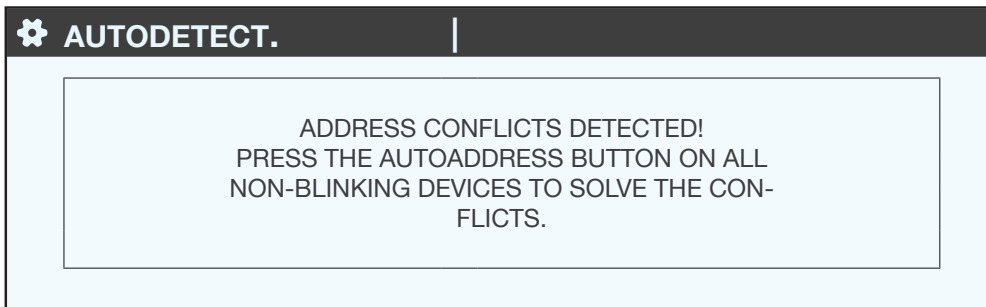 AUTODETECT.
ADDRESS CONFLICTS DETECTED!
PRESS THE AUTOADDRESS BUTTON ON ALL
NON-BLINKING DEVICES TO SOLVE THE CON-
FLICTS.